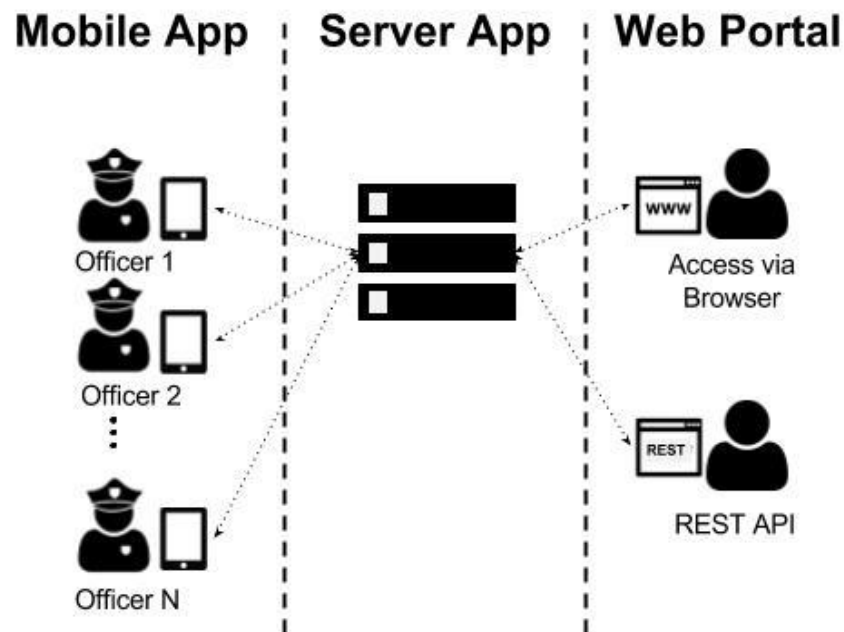 Mobile App
Server App
Web Portal
Officer 1
Officer 2
Officer N
WWW
Access via
Browser
REST
REST API